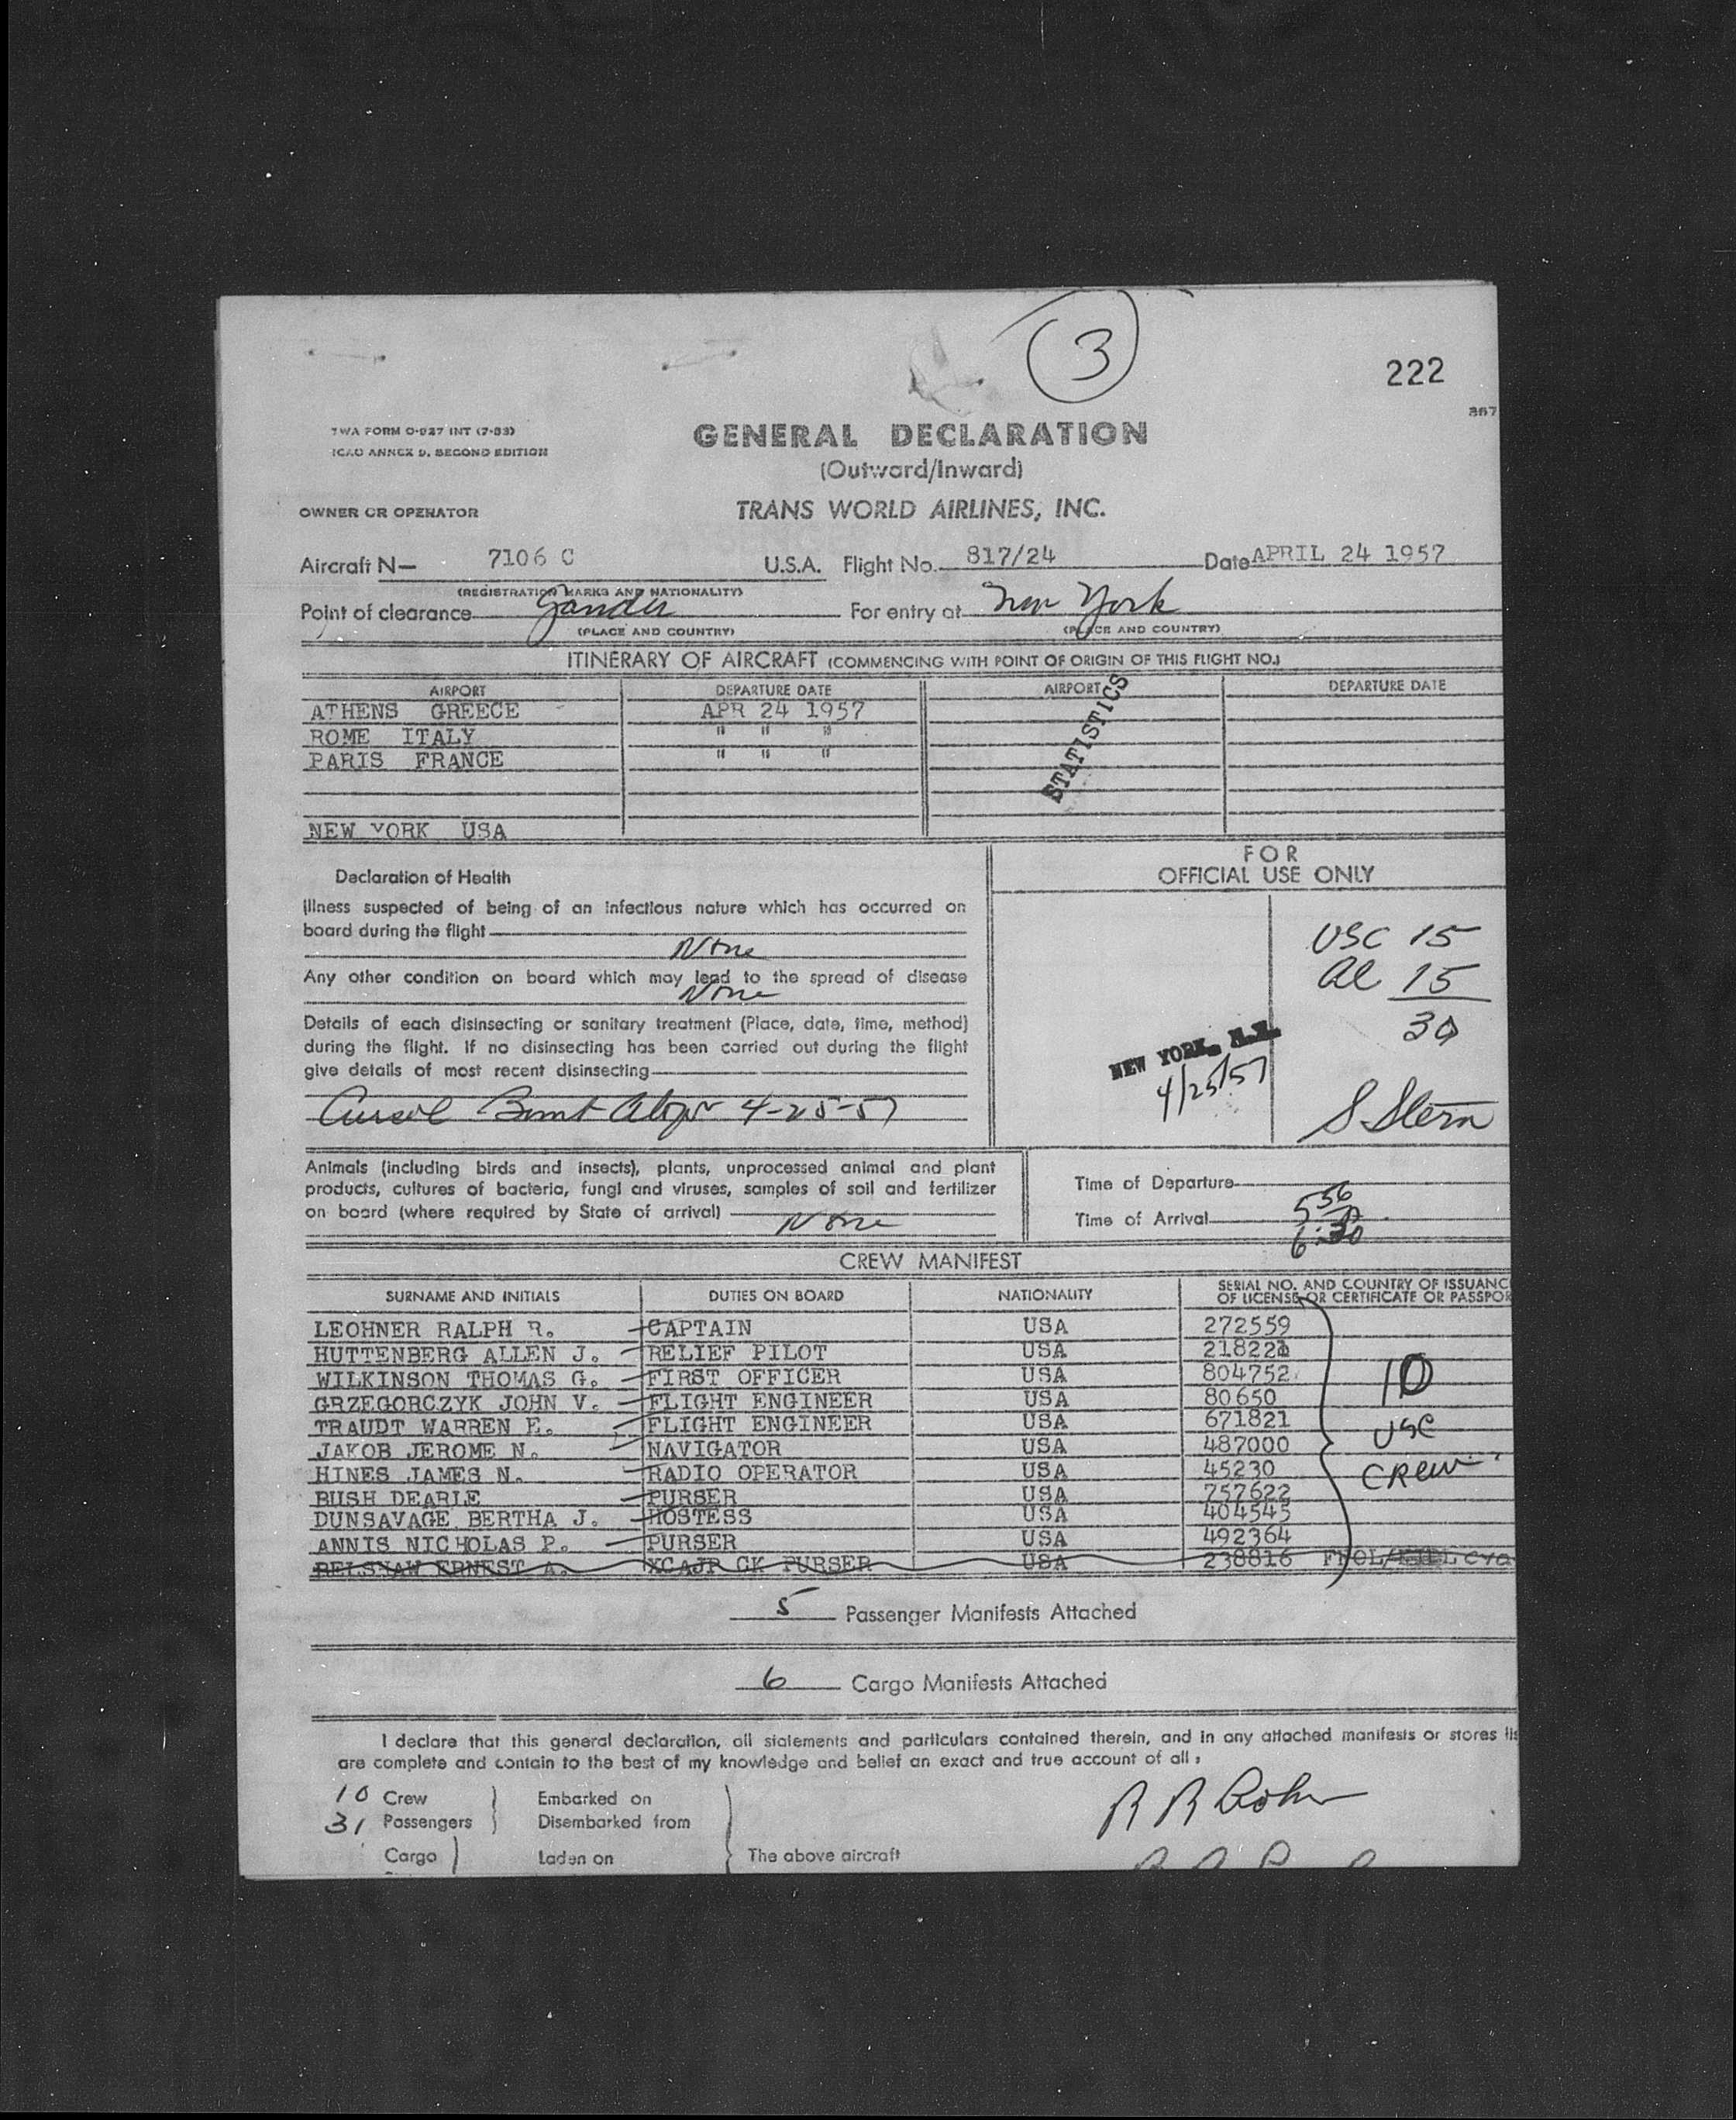 3
222
867
TWA FORM O-927 INT (7-53)
ICAO ANNEX 9, SECOND EDITION
GENERAL DECLARATION
(Outward/Inward)
OWNER OR OPERATOR
TRANS WORLD AIRLINES, INC.
Aircraft N— 7106 C U.S.A. Flight No. 817/24 Date APRIL 24 1957
(REGISTRATION MARKS AND NATIONALITY)
Point of clearance Gander For entry at New York
(PLACE AND COUNTRY) (PLACE AND COUNTRY)
ITINERARY OF AIRCRAFT (COMMENCING WITH POINT OF ORIGIN OF THIS FLIGHT NO.)
AIRPORT DEPARTURE DATE AIRPORT DEPARTURE DATE
ATHENS GREECE APR 24 1957
ROME ITALY " " "
PARIS FRANCE " " "
STATISTICS
NEW YORK USA
FOR
OFFICIAL USE ONLY
Declaration of Health
Illness suspected of being of an infectious nature which has occurred on
board during the flight
None
Any other condition on board which may lead to the spread of disease
None
Details of each disinsecting or sanitary treatment (Place, date, time, method)
during the flight. If no disinsecting has been carried out during the flight
give details of most recent disinsecting
4-25-57
USC 15
al 15
30
NEW YORK, N.Y.
4/25/57
S. Stern
Animals (including birds and insects), plants, unprocessed animal and plant
products, cultures of bacteria, fungi and viruses, samples of soil and fertilizer
on board (where required by State of arrival) None
Time of Departure
Time of Arrival 5 56
6:30
CREW MANIFEST
SURNAME AND INITIALS DUTIES ON BOARD NATIONALITY SERIAL NO. AND COUNTRY OF ISSUANC
OF LICENSE OR CERTIFICATE OR PASSPOR
LEOHNER RALPH R. CAPTAIN USA 272559
HUTTENBERG ALLEN J. RELIEF PILOT USA 218221
WILKINSON THOMAS G. FIRST OFFICER USA 804752
GRZEGORCZYK JOHN V. FLIGHT ENGINEER USA 80650
TRAUDT WARREN E. FLIGHT ENGINEER USA 671821
JAKOB JEROME N. NAVIGATOR USA 487000
HINES JAMES N. RADIO OPERATOR USA 45230
BUSH DEARLE PURSER USA 757622
DUNSAVAGE BERTHA J. HOSTESS USA 404545
ANNIS NICHOLAS P. PURSER USA 492364
BELSHAW ERNEST A. XCAJP CK PURSER USA 238816
10
USC
CREW
5 Passenger Manifests Attached
6 Cargo Manifests Attached
I declare that this general declaration, all statements and particulars contained therein, and in any attached manifests or stores lis
are complete and contain to the best of my knowledge and belief an exact and true account of all:
10 Crew Embarked on
31 Passengers Disembarked from
Cargo Laden on The above aircraft